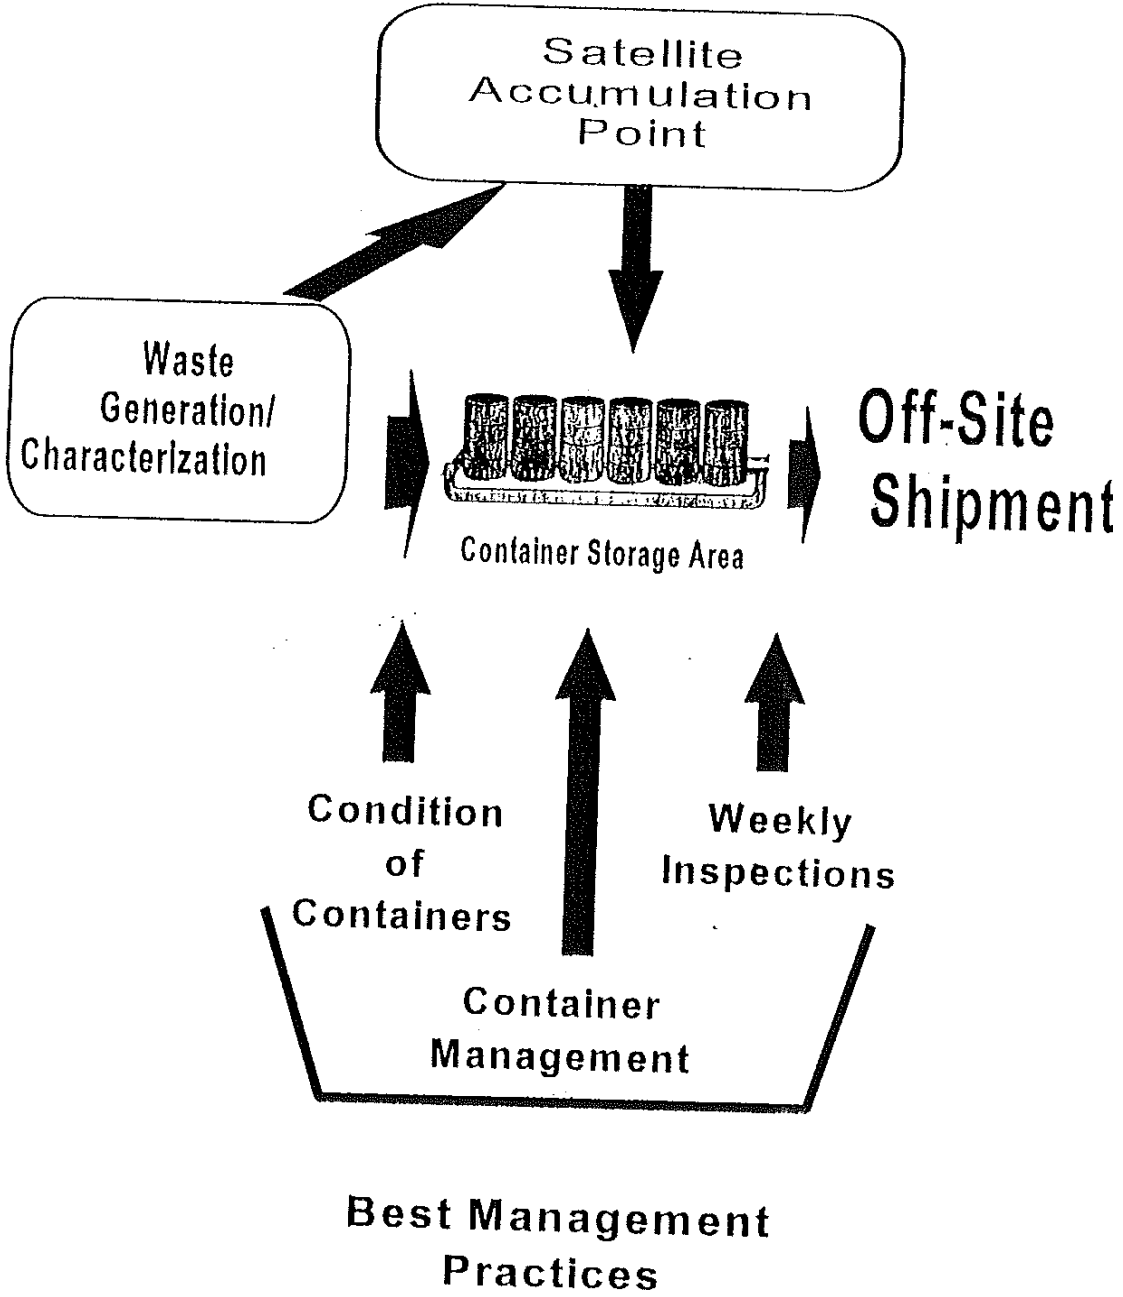 Satellite
Accumulation
Point
Waste
Generation/
Characterization
Off-Site
Shipment
Container Storage Area
Condition
of
Containers
Weekly
Inspections
Container
Management
Best Management
Practices